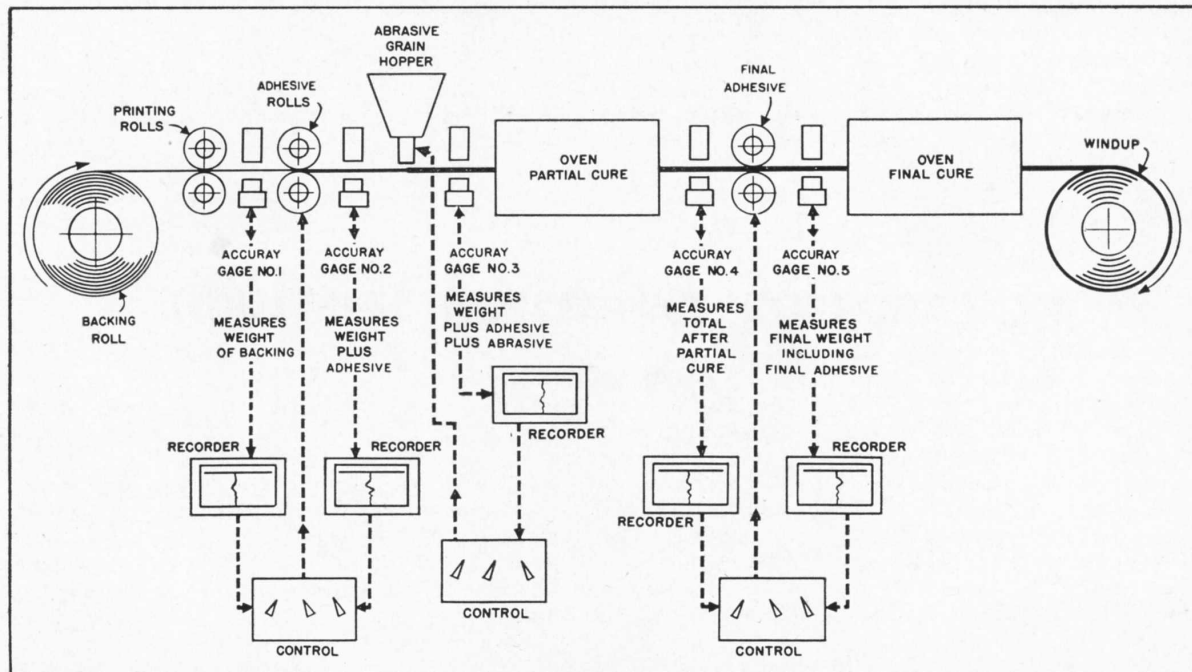 ABRASIVE
GRAIN
HOPPER
PRINTING
ROLLS
ADHESIVE
ROLLS
FINAL
ADHESIVE
OVEN
PARTIAL CURE
OVEN
FINAL CURE
WINDUP
BACKING
ROLL
ACCURAY
GAGE NO.1
MEASURES
WEIGHT
OF BACKING
ACCURAY
GAGE NO.2
MEASURES
WEIGHT
PLUS
ADHESIVE
ACCURAY
GAGE NO.3
MEASURES
WEIGHT
PLUS ADHESIVE
PLUS ABRASIVE
ACCURAY
GAGE NO.4
MEASURES
TOTAL
AFTER
PARTIAL
CURE
ACCURAY
GAGE NO.5
MEASURES
FINAL WEIGHT
INCLUDING
FINAL ADHESIVE
RECORDER
RECORDER
RECORDER
RECORDER
RECORDER
CONTROL
CONTROL
CONTROL